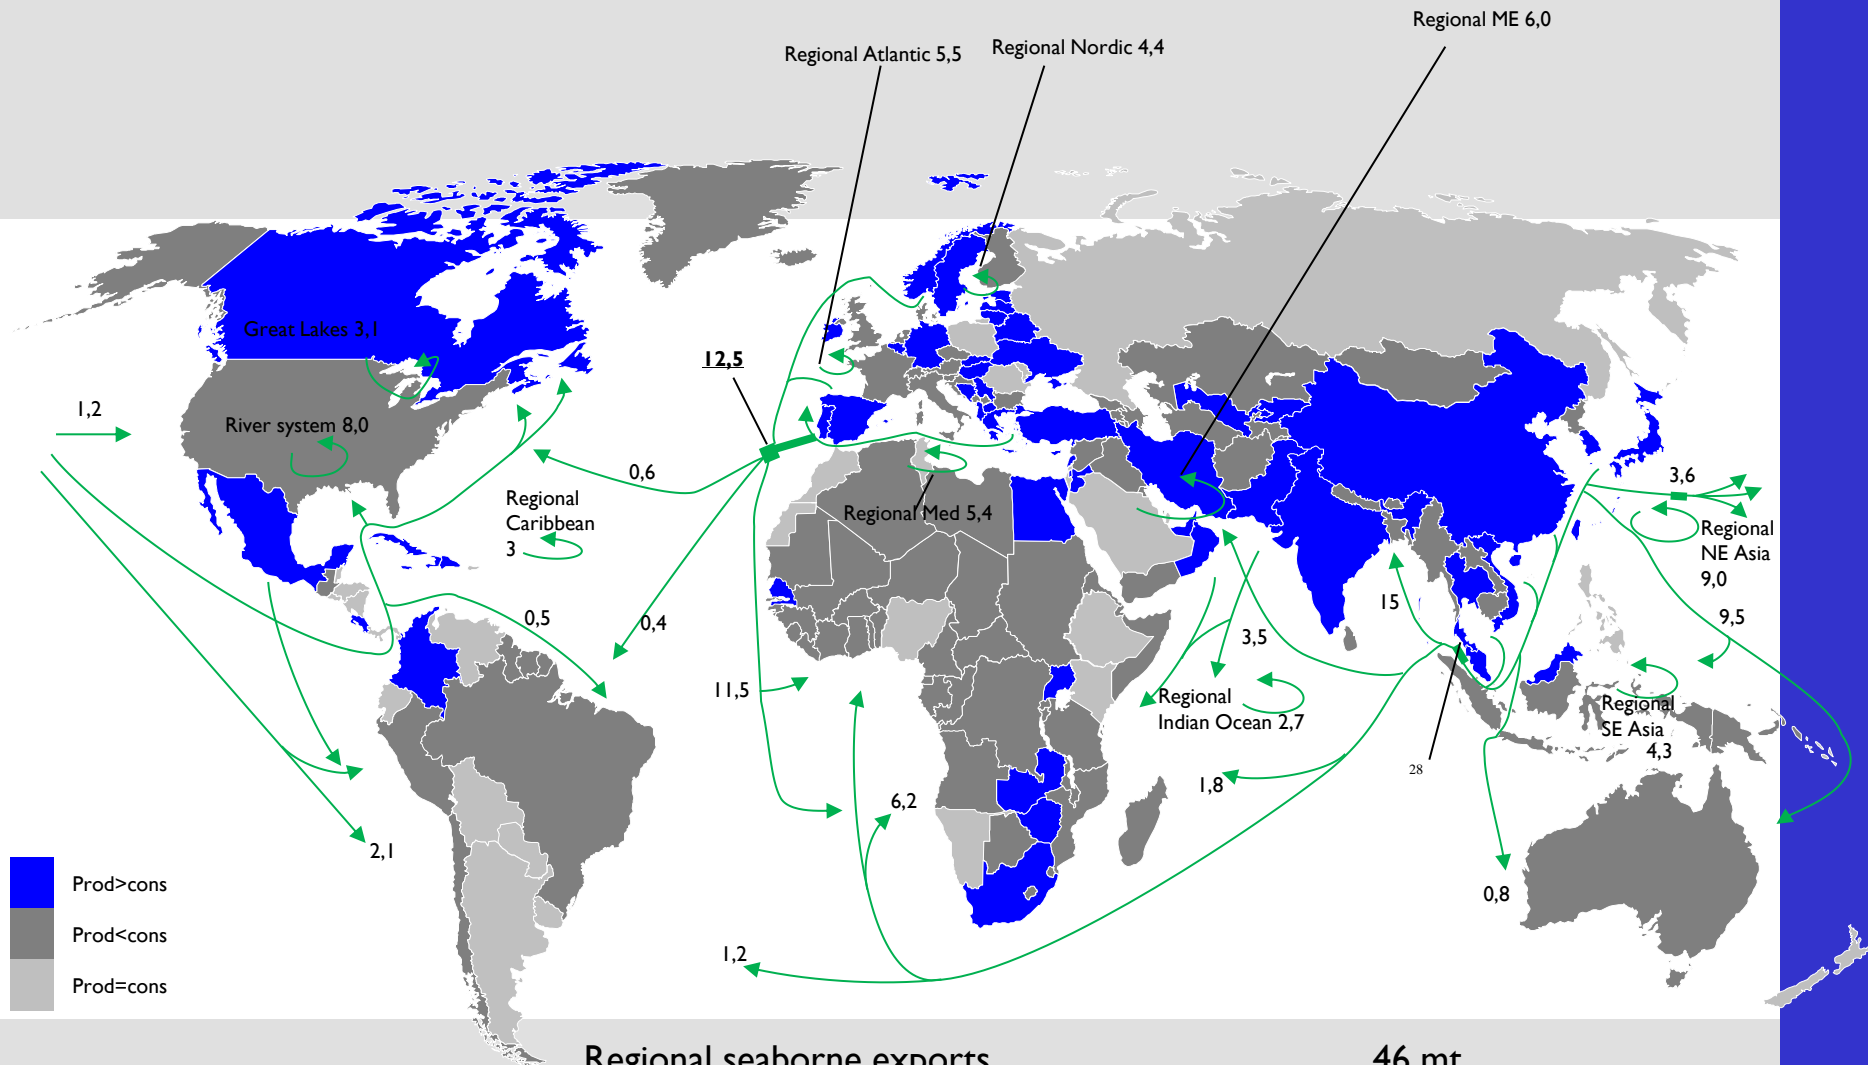 Regional ME 6,0
Regional Atlantic 5,5
Regional Nordic 4,4
Great Lakes 3,1
12,5
1,2
River system 8,0
0,6
3,6
Regional
Caribbean
3
Regional Med 5,4
Regional
NE Asia
9,0
15
0,5
0,4
3,5
9,5
11,5
Regional
Indian Ocean 2,7
Regional
SE Asia
4,3
28
1,8
6,2
2,1
0,8
Prod>cons
Prod<cons
Prod=cons
1,2
Regional seaborne exports
46 mt